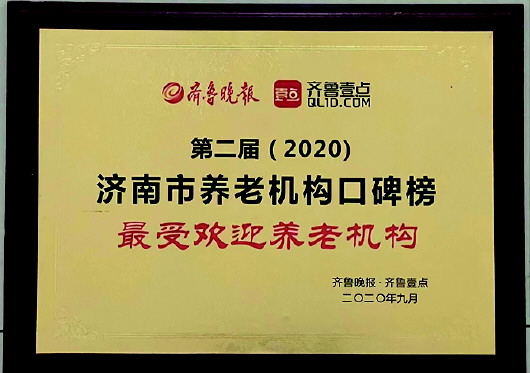 齐鲁晚报 壹点 齐鲁壹点
QL1D.COM
第二届(2020)
济南市养老机构口碑榜
最受欢迎养老机构
齐鲁晚报·齐鲁壹点
二〇二〇年九月